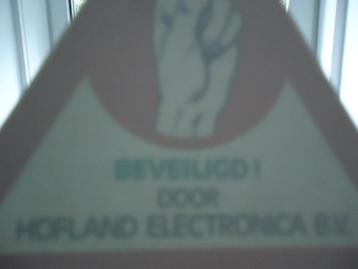 BEVEILIGD!
DOOR
HOFLAND ELECTRONICA B.V.